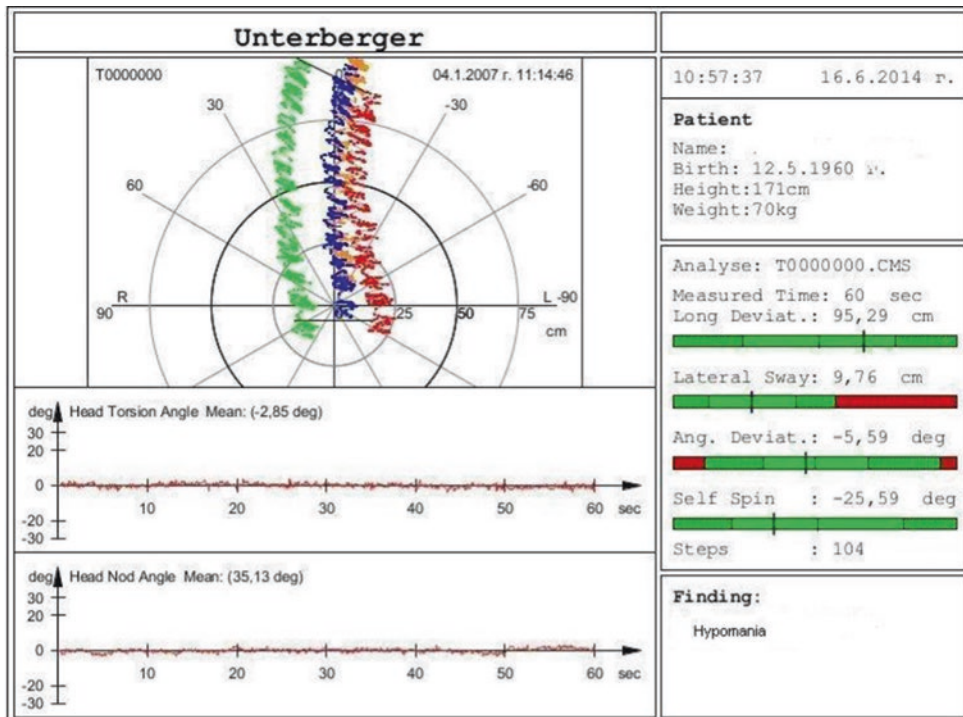 Unterberger
T0000000
04.1.2007 r. 11:14:46
0
30
-30
60
-60
R
L
90
-90
0
25
50
75
cm
deg
Head Torsion Angle Mean: (-2,85 deg)
30
20
0
-20
-30
10
20
30
40
50
60
sec
deg
Head Nod Angle Mean: (35,13 deg)
30
20
0
-20
-30
10
20
30
40
50
60
sec
10:57:37 16.6.2014 r.
Patient
Name:
Birth: 12.5.1960 r.
Height:171cm
Weight:70kg
Analyse: T0000000.CMS
Measured Time: 60 sec
Long Deviat.: 95,29 cm
Lateral Sway: 9,76 cm
Ang. Deviat.: -5,59 deg
Self Spin : -25,59 deg
Steps : 104
Finding:
Hypomania